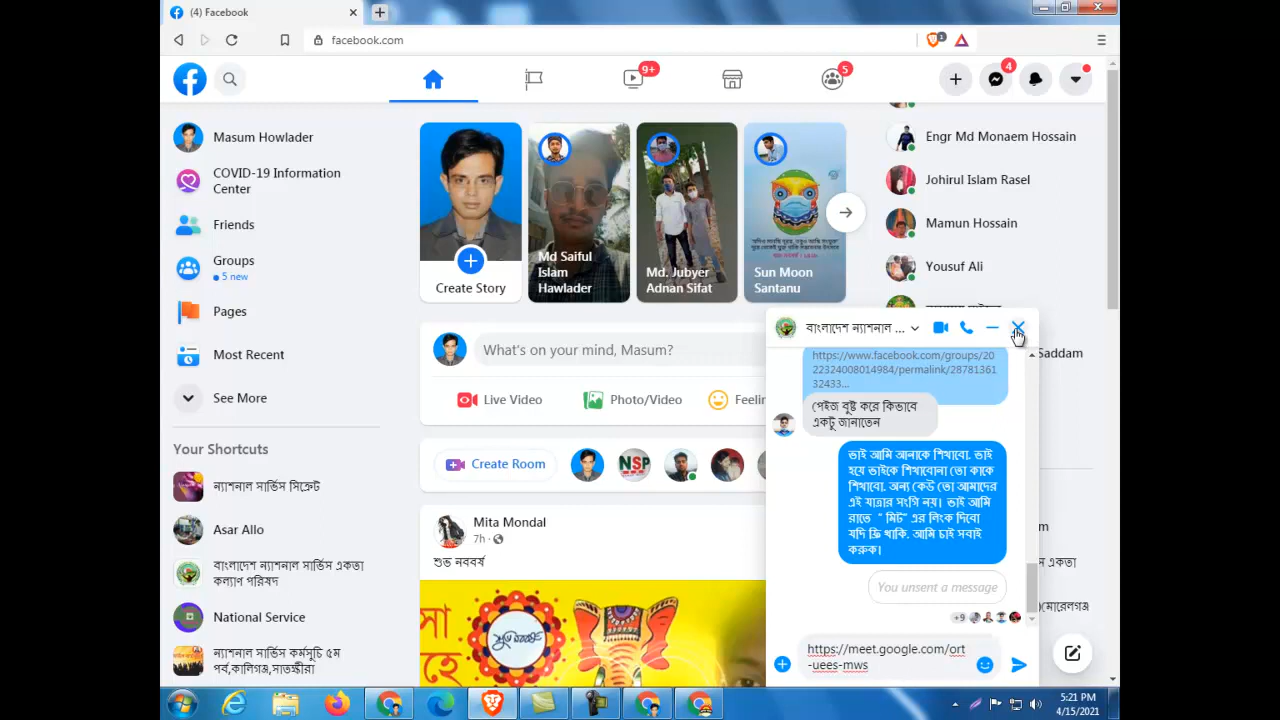 (4) Facebook
facebook.com
1
9+
5
4
Masum Howlader
COVID-19 Information
Center
Friends
Groups
5 new
Pages
Most Recent
See More
Your Shortcuts
ন্যাশনাল সার্ভিস সিক্রেট
Asar Allo
বাংলাদেশ ন্যাশনাল সার্ভিস একতা
কল্যাণ পরিষদ
National Service
ন্যাশনাল সার্ভিস কর্মসুচি ৫ম
পর্ব,কালিগঞ্জ,সাতক্ষীরা
Create Story
Md Saiful
Islam
Hawlader
Md. Jubyer
Adnan Sifat
Sun Moon
Santanu
What's on your mind, Masum?
Live Video
Photo/Video
Feelin
Create Room
NSP
Mita Mondal
7h
শুভ নববর্ষ
Engr Md Monaem Hossain
Johirul Islam Rasel
Mamun Hossain
Yousuf Ali
Saddam
m
একতা
মোরেলগঞ্জ
বাংলাদেশ ন্যাশনাল ...
https://www.facebook.com/groups/20
22324008014984/permalink/28781361
32433...
পেইজ বুষ্ট করে কিভাবে
একটু জানাতেন
ভাই আমি আনাকে শিখাবো. ভাই
হযে ভাইকে শিখাবোনা তো কাকে
শিখাবো. অন্য কেউ তো আমাদের
এই যাত্রার সংগি নয়। ভাই আমি
রাতে " মিট" এর লিংক দিবো
যদি ফ্রি থাকি. আমি চাই সবাই
করুক।
You unsent a message
+9
https://meet.google.com/ort
-uees-mws
5:21 PM
4/15/2021